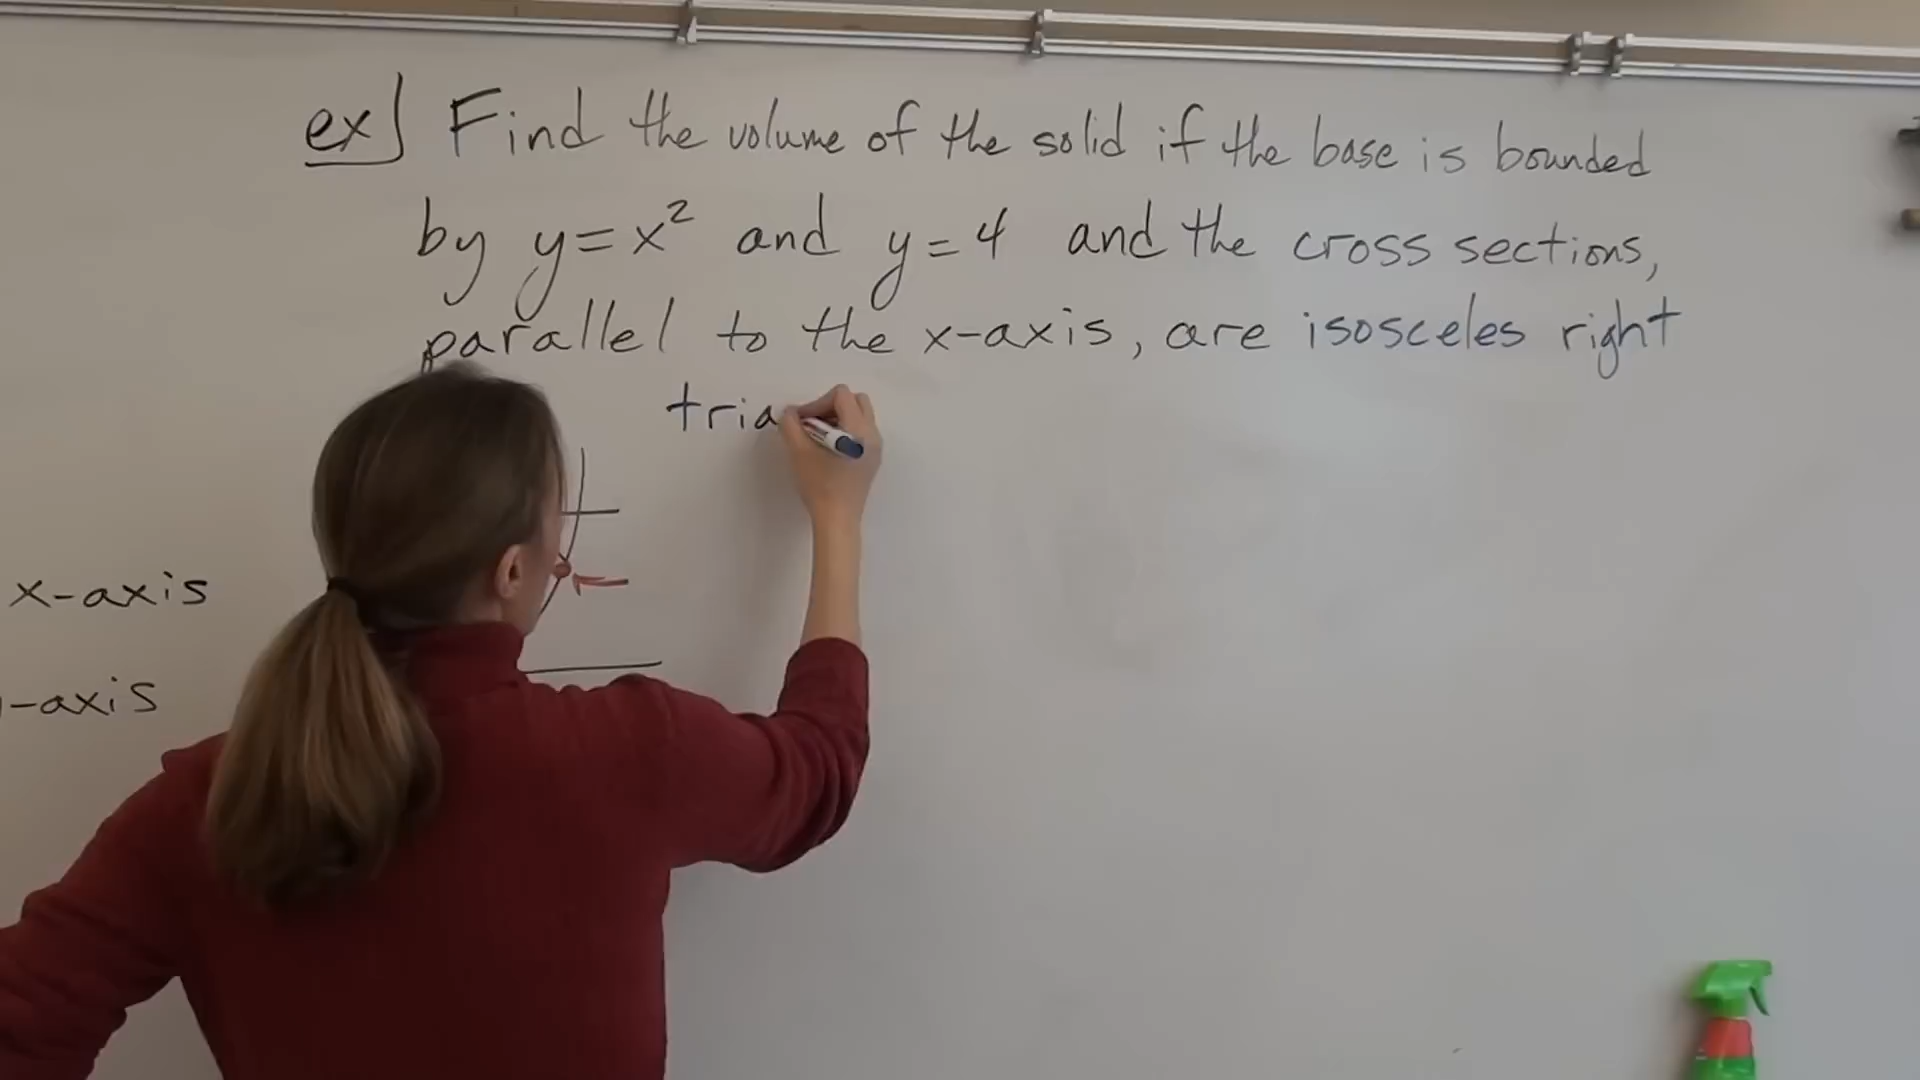 ex] Find the volume of the solid if the base is bounded
by y=x² and y=4 and the cross sections,
parallel to the x-axis, are isosceles right
tria
x-axis
-axis